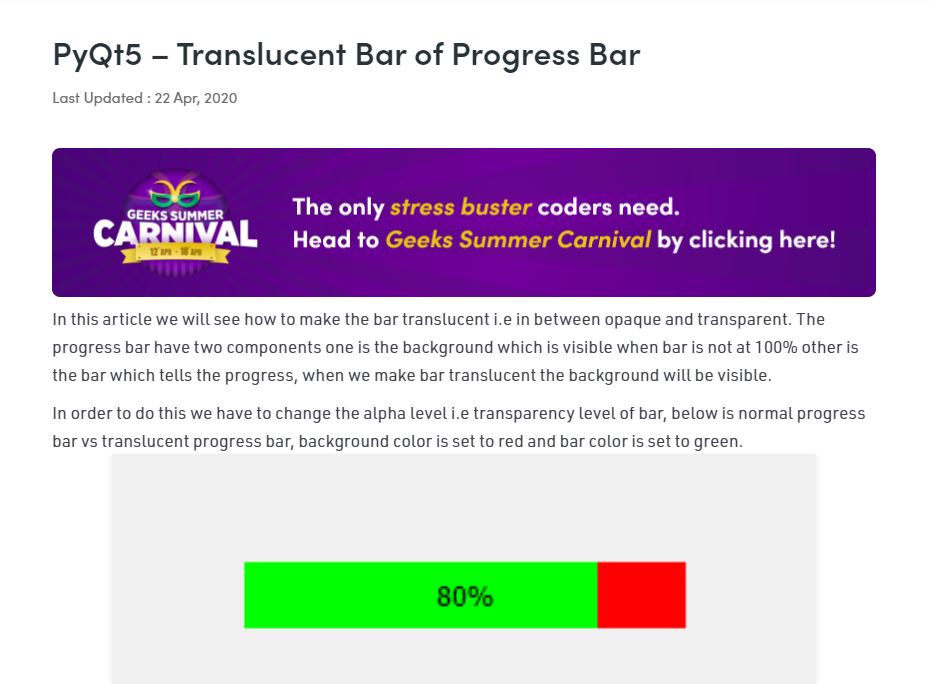 PyQt5 – Translucent Bar of Progress Bar
Last Updated : 22 Apr, 2020
GEEKS SUMMER
CARNIVAL
12 APR - 18 APR
The only stress buster coders need.
Head to Geeks Summer Carnival by clicking here!
In this article we will see how to make the bar translucent i.e in between opaque and transparent. The
progress bar have two components one is the background which is visible when bar is not at 100% other is
the bar which tells the progress, when we make bar translucent the background will be visible.
In order to do this we have to change the alpha level i.e transparency level of bar, below is normal progress
bar vs translucent progress bar, background color is set to red and bar color is set to green.
80%